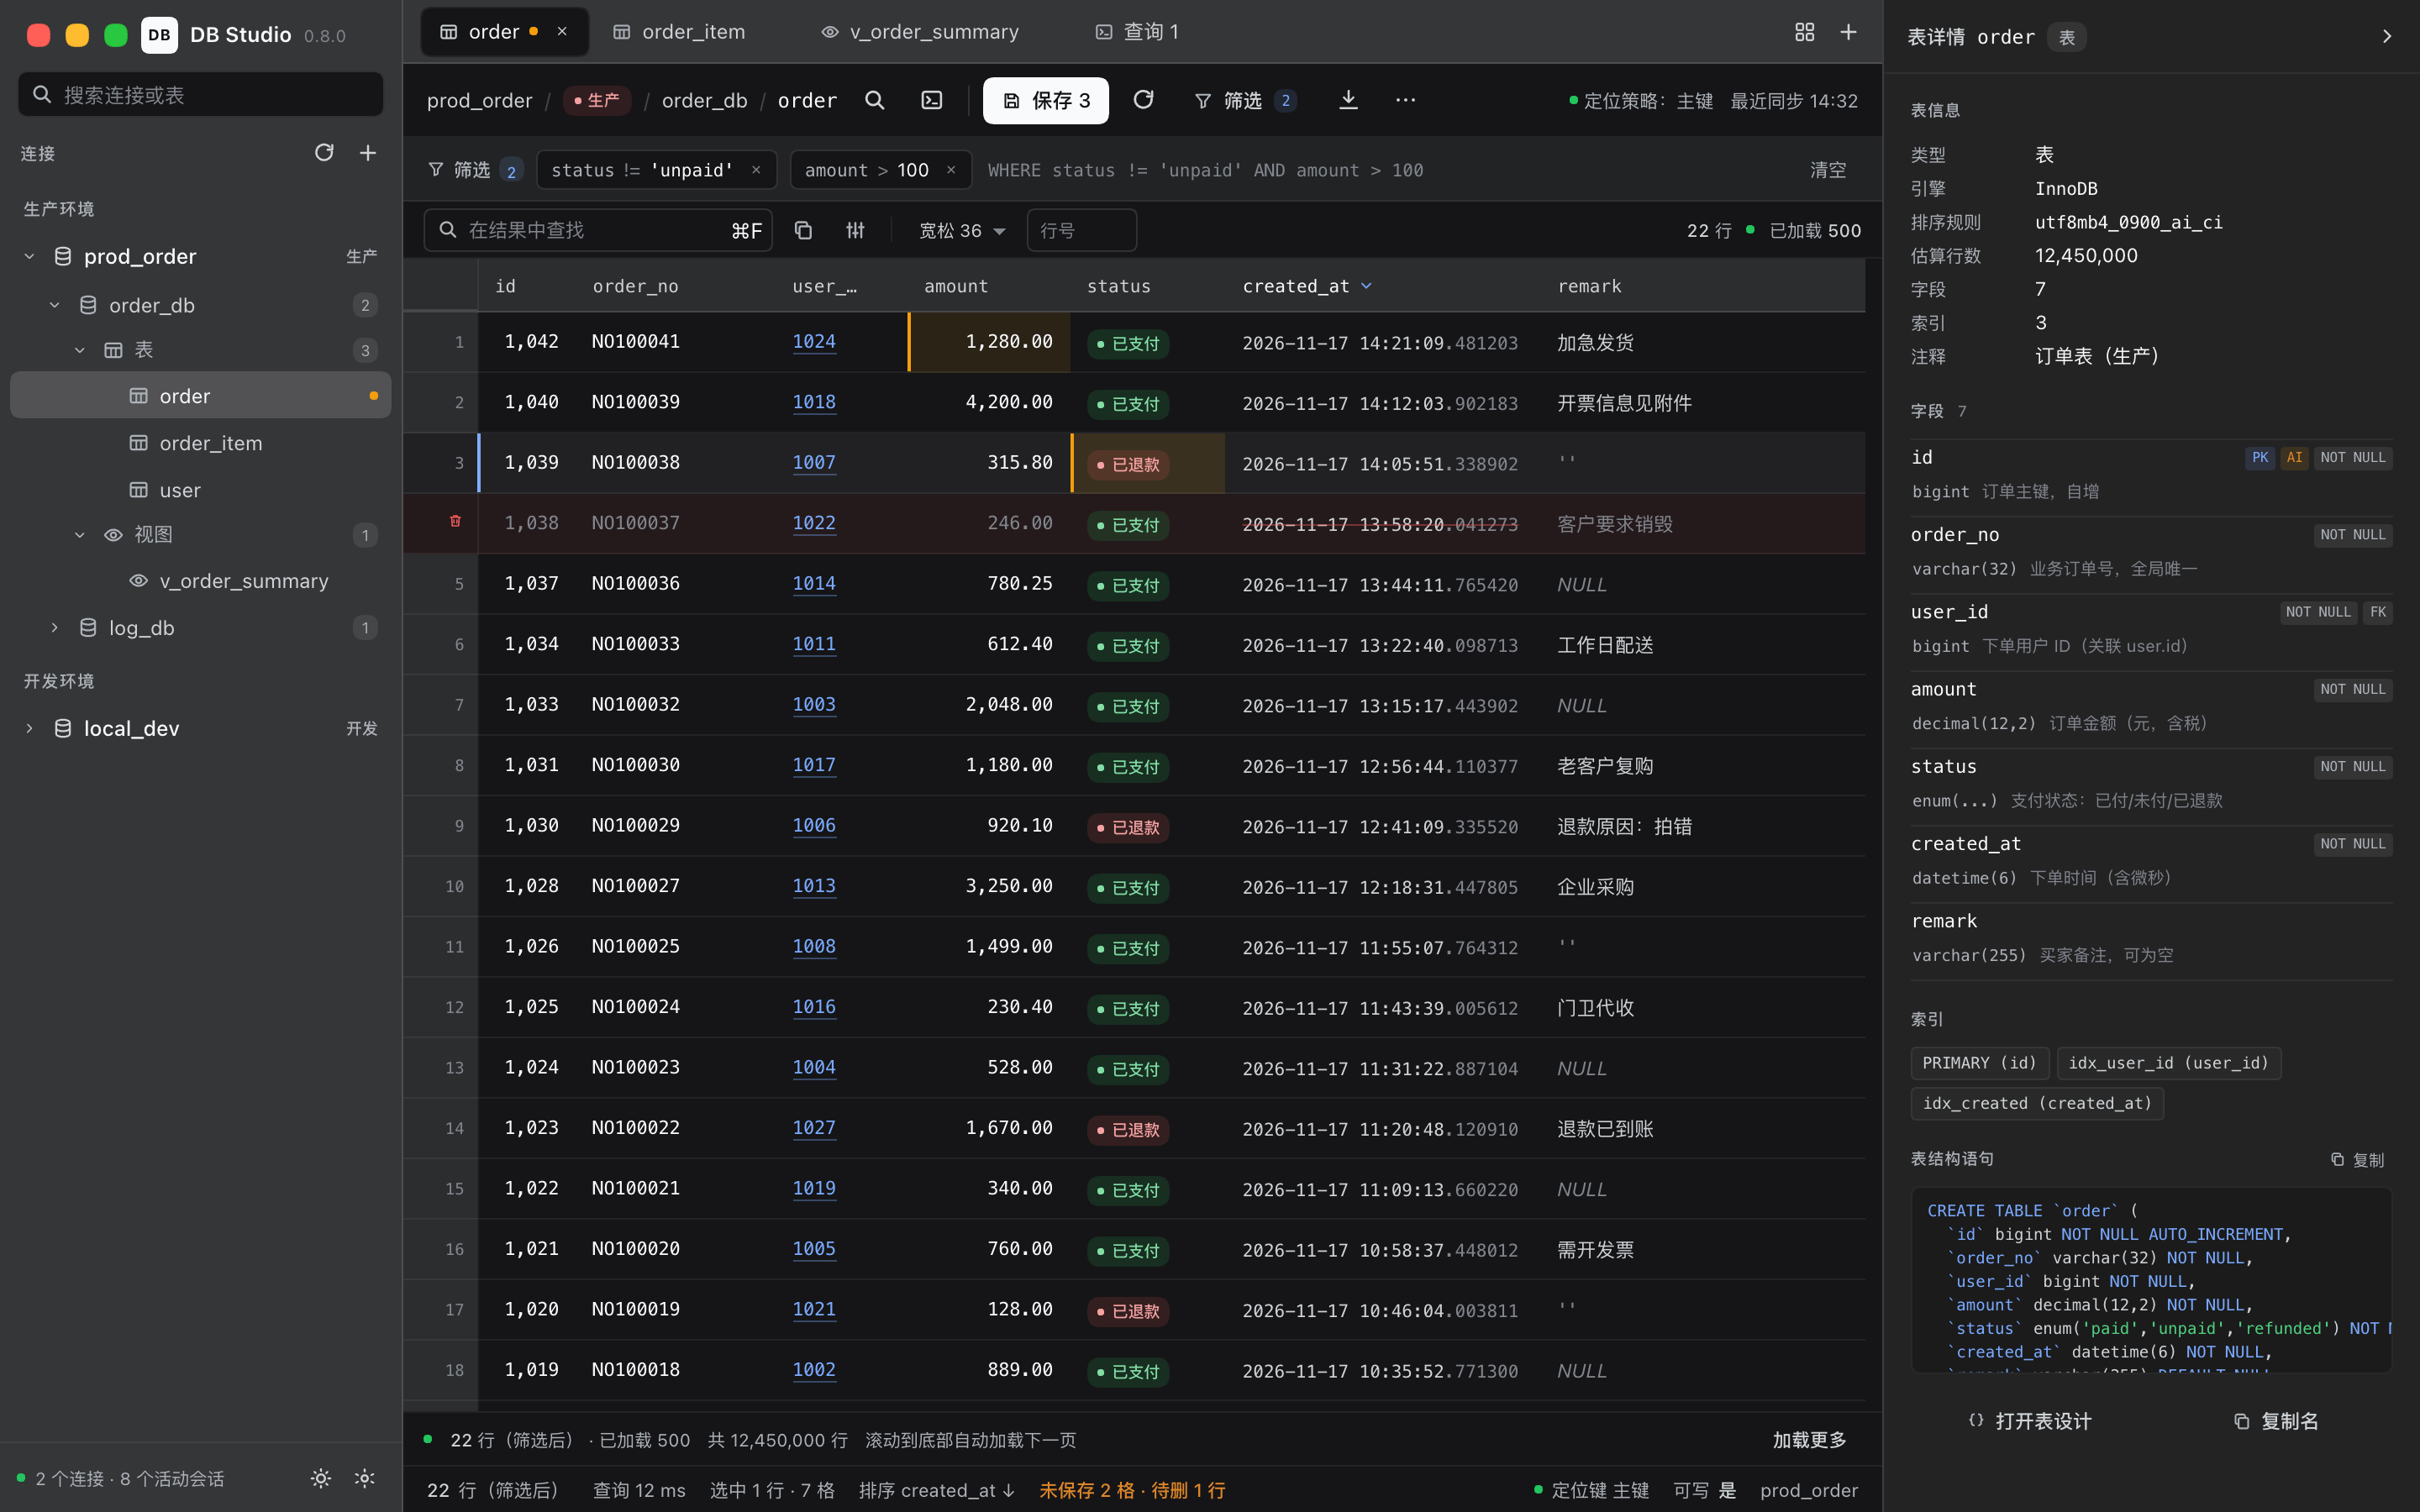 DB DB Studio 0.8.0
搜索连接或表
连接
生产环境
prod_order 生产
order_db 2
表 3
order
order_item
user
视图 1
v_order_summary
log_db 1
开发环境
local_dev 开发
2 个连接 · 8 个活动会话
order × order_item v_order_summary 查询 1
prod_order / 生产 / order_db / order 保存 3 筛选 2 定位策略：主键 最近同步 14:32
筛选 2 status != 'unpaid' × amount > 100 × WHERE status != 'unpaid' AND amount > 100 清空
在结果中查找 ⌘F 宽松 36 行号 22 行 已加载 500
id order_no user_… amount status created_at remark
1 1,042 NO100041 1024 1,280.00 已支付 2026-11-17 14:21:09.481203 加急发货
2 1,040 NO100039 1018 4,200.00 已支付 2026-11-17 14:12:03.902183 开票信息见附件
3 1,039 NO100038 1007 315.80 已退款 2026-11-17 14:05:51.338902 ''
1,038 NO100037 1022 246.00 已支付 2026-11-17 13:58:20.041273 客户要求销毁
5 1,037 NO100036 1014 780.25 已支付 2026-11-17 13:44:11.765420 NULL
6 1,034 NO100033 1011 612.40 已支付 2026-11-17 13:22:40.098713 工作日配送
7 1,033 NO100032 1003 2,048.00 已支付 2026-11-17 13:15:17.443902 NULL
8 1,031 NO100030 1017 1,180.00 已支付 2026-11-17 12:56:44.110377 老客户复购
9 1,030 NO100029 1006 920.10 已退款 2026-11-17 12:41:09.335520 退款原因：拍错
10 1,028 NO100027 1013 3,250.00 已支付 2026-11-17 12:18:31.447805 企业采购
11 1,026 NO100025 1008 1,499.00 已支付 2026-11-17 11:55:07.764312 ''
12 1,025 NO100024 1016 230.40 已支付 2026-11-17 11:43:39.005612 门卫代收
13 1,024 NO100023 1004 528.00 已支付 2026-11-17 11:31:22.887104 NULL
14 1,023 NO100022 1027 1,670.00 已退款 2026-11-17 11:20:48.120910 退款已到账
15 1,022 NO100021 1019 340.00 已支付 2026-11-17 11:09:13.660220 NULL
16 1,021 NO100020 1005 760.00 已支付 2026-11-17 10:58:37.448012 需开发票
17 1,020 NO100019 1021 128.00 已退款 2026-11-17 10:46:04.003811 ''
18 1,019 NO100018 1002 889.00 已支付 2026-11-17 10:35:52.771300 NULL
22 行（筛选后） · 已加载 500 共 12,450,000 行 滚动到底部自动加载下一页 加载更多
22 行（筛选后） 查询 12 ms 选中 1 行 · 7 格 排序 created_at ↓ 未保存 2 格 · 待删 1 行 定位键 主键 可写 是 prod_order
表详情 order 表
表信息
类型 表
引擎 InnoDB
排序规则 utf8mb4_0900_ai_ci
估算行数 12,450,000
字段 7
索引 3
注释 订单表（生产）
字段 7
id PK AI NOT NULL
bigint 订单主键，自增
order_no NOT NULL
varchar(32) 业务订单号，全局唯一
user_id NOT NULL FK
bigint 下单用户 ID（关联 user.id）
amount NOT NULL
decimal(12,2) 订单金额（元，含税）
status NOT NULL
enum(...) 支付状态：已付/未付/已退款
created_at NOT NULL
datetime(6) 下单时间（含微秒）
remark
varchar(255) 买家备注，可为空
索引
PRIMARY (id) idx_user_id (user_id)
idx_created (created_at)
表结构语句 复制
CREATE TABLE `order` (
`id` bigint NOT NULL AUTO_INCREMENT,
`order_no` varchar(32) NOT NULL,
`user_id` bigint NOT NULL,
`amount` decimal(12,2) NOT NULL,
`status` enum('paid','unpaid','refunded') NOT
`created_at` datetime(6) NOT NULL,
打开表设计 复制名